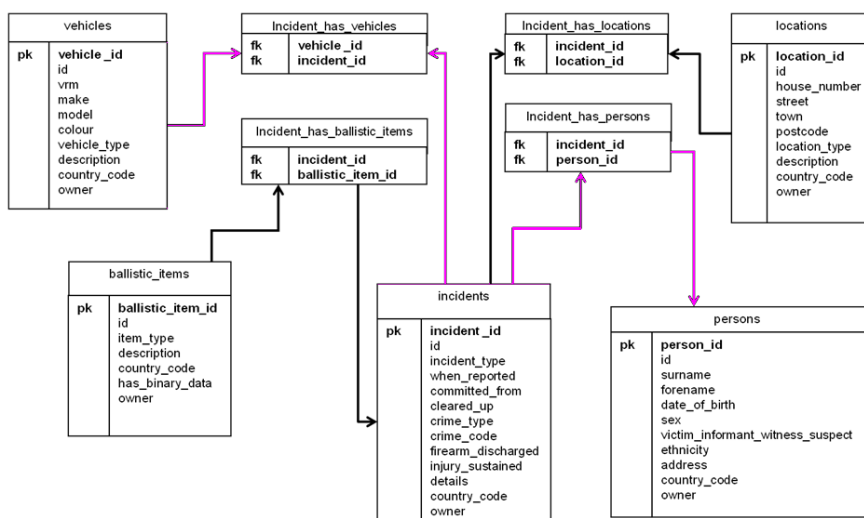 vehicles
pk vehicle_id
id
vrm
make
model
colour
vehicle_type
description
country_code
owner
Incident_has_vehicles
fk vehicle_id
fk incident_id
Incident_has_locations
fk incident_id
fk location_id
locations
pk location_id
id
house_number
street
town
postcode
location_type
description
country_code
owner
Incident_has_ballistic_items
fk incident_id
fk ballistic_item_id
Incident_has_persons
fk incident_id
fk person_id
ballistic_items
pk ballistic_item_id
id
item_type
description
country_code
has_binary_data
owner
incidents
pk incident_id
id
incident_type
when_reported
committed_from
cleared_up
crime_type
crime_code
firearm_discharged
injury_sustained
details
country_code
owner
persons
pk person_id
id
surname
forename
date_of_birth
sex
victim_informant_witness_suspect
ethnicity
address
country_code
owner